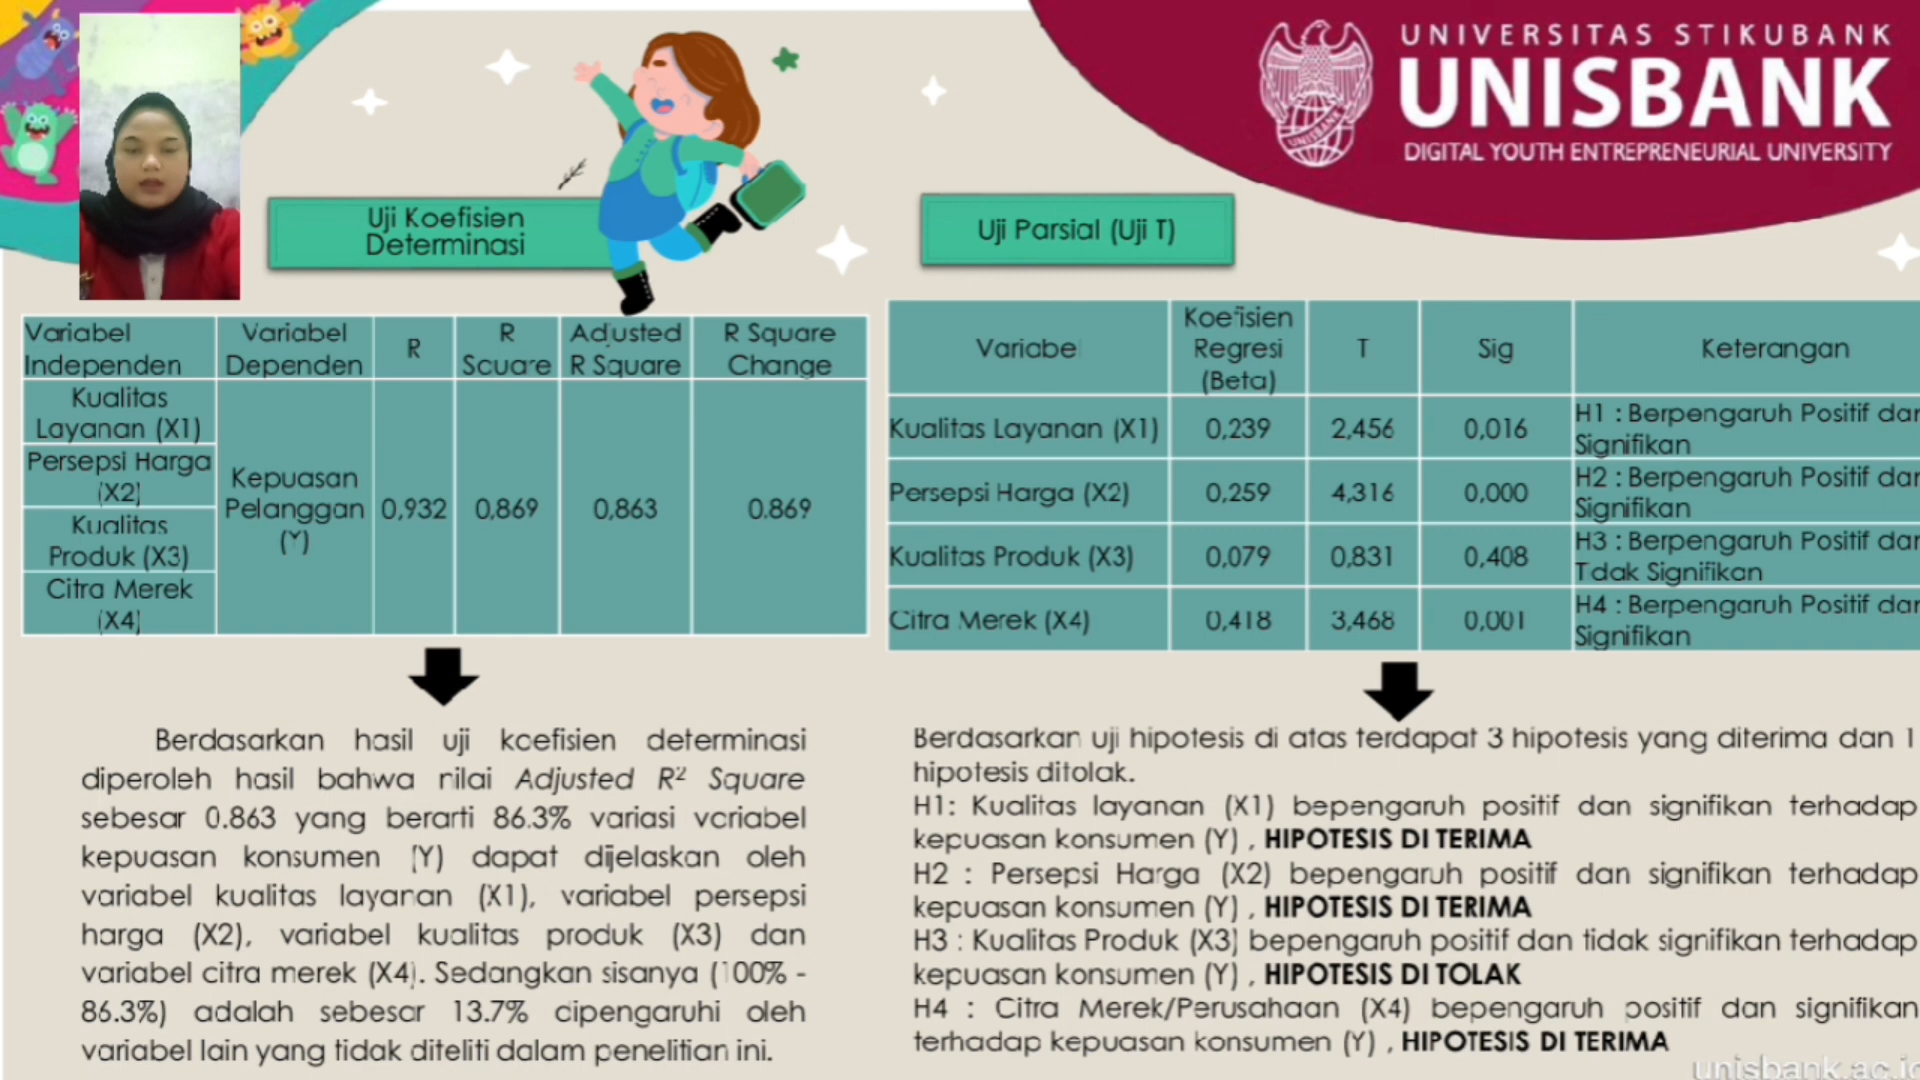 UNIVERSITAS STIKUBANK
UNISBANK
DIGITAL YOUTH ENTREPRENEURIAL UNIVERSITY
UNISBANK
Uji Koefisien
Determinasi
Variabel
Independen
Variabel
Dependen
R
R
Square
Adjusted
R Square
R Square
Change
Kualitas
Layanan (X1)
Persepsi Harga
(X2)
Kualitas
Produk (X3)
Citra Merek
(X4)
Kepuasan
Pelanggan
(Y)
0,932
0,869
0,863
0.869
Berdasarkan hasil uji koefisien determinasi
diperoleh hasil bahwa nilai Adjusted R² Square
sebesar 0.863 yang berarti 86.3% variasi variabel
kepuasan konsumen (Y) dapat dijelaskan oleh
variabel kualitas layanan (X1), variabel persepsi
harga (X2), variabel kualitas produk (X3) dan
variabel citra merek (X4). Sedangkan sisanya (100% -
86.3%) adalah sebesar 13.7% dipengaruhi oleh
variabel lain yang tidak diteliti dalam penelitian ini.
Uji Parsial (Uji T)
Variabel
Koefisien
Regresi
(Beta)
T
Sig
Keterangan
Kualitas Layanan (X1)
0,239
2,456
0,016
H1 : Berpengaruh Positif dan
Signifikan
Persepsi Harga (X2)
0,259
4,316
0,000
H2 : Berpengaruh Positif dan
Signifikan
Kualitas Produk (X3)
0,079
0,831
0,408
H3 : Berpengaruh Positif dan
Tidak Signifikan
Citra Merek (X4)
0,418
3,468
0,001
H4 : Berpengaruh Positif dan
Signifikan
Berdasarkan uji hipotesis di atas terdapat 3 hipotesis yang diterima dan 1
hipotesis ditolak.
H1: Kualitas layanan (X1) bepengaruh positif dan signifikan terhadap
kepuasan konsumen (Y) , HIPOTESIS DI TERIMA
H2 : Persepsi Harga (X2) bepengaruh positif dan signifikan terhadap
kepuasan konsumen (Y) , HIPOTESIS DI TERIMA
H3 : Kualitas Produk (X3) bepengaruh positif dan tidak signifikan terhadap
kepuasan konsumen (Y) , HIPOTESIS DI TOLAK
H4 : Citra Merek/Perusahaan (X4) bepengaruh positif dan signifikan
terhadap kepuasan konsumen (Y) , HIPOTESIS DI TERIMA
unisbank.ac.id